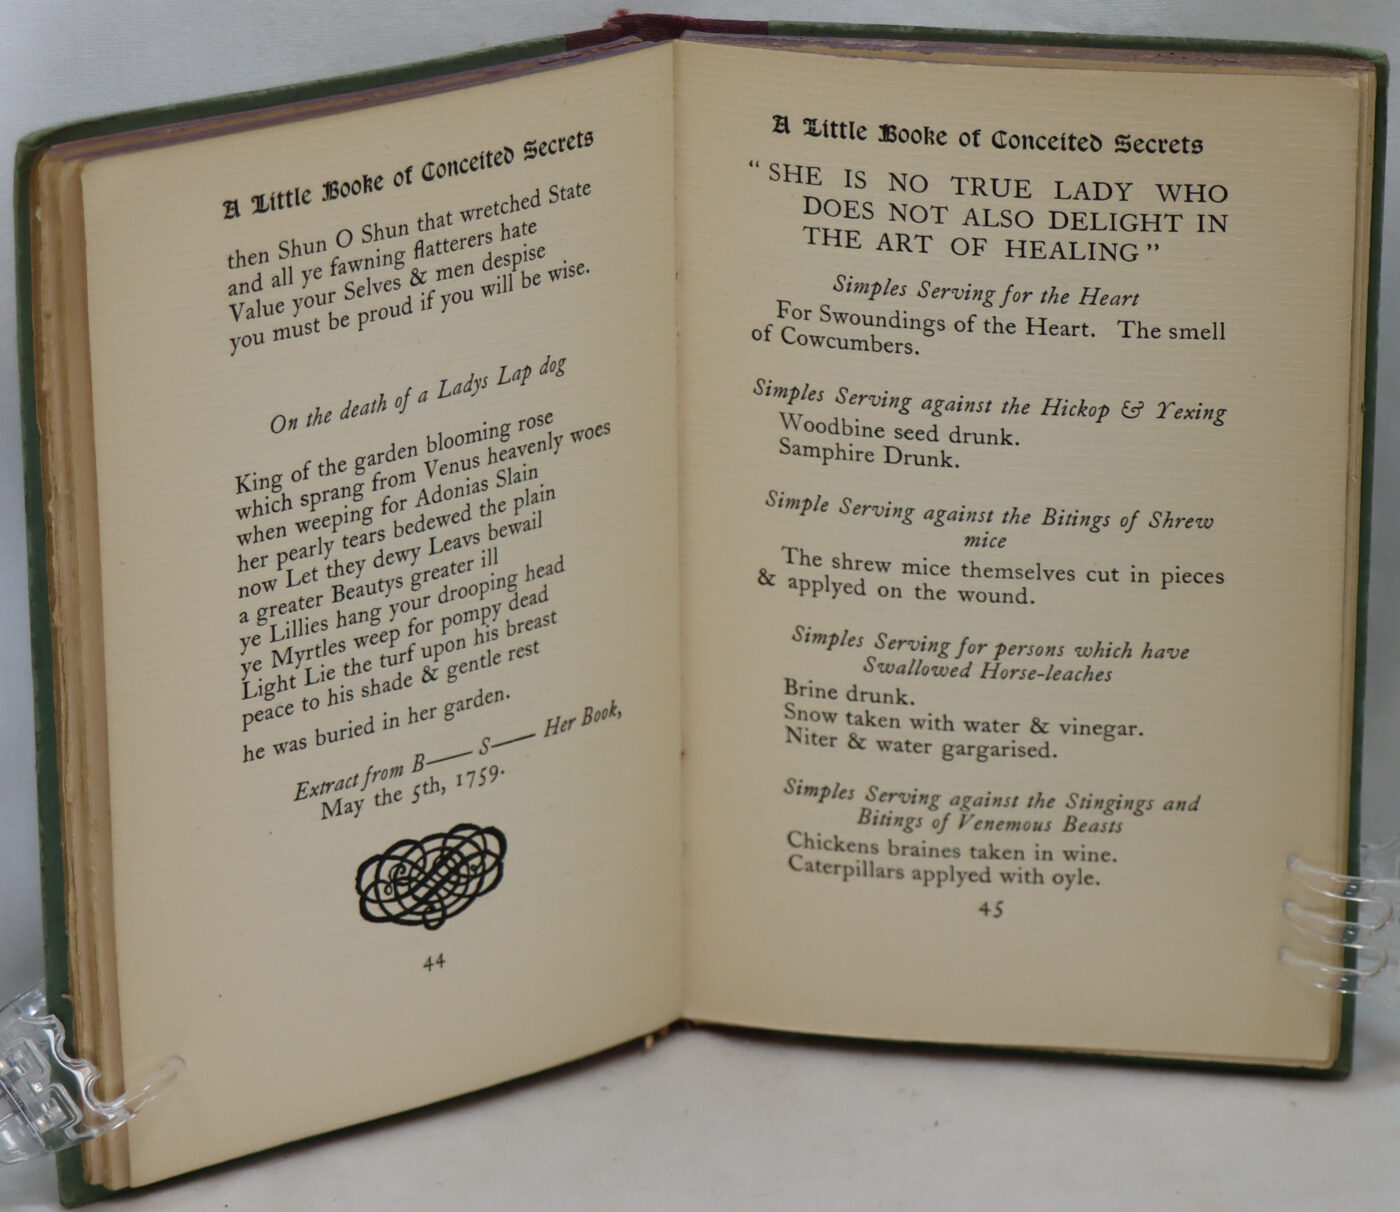 A Little Booke of Conceited Secrets
then Shun O Shun that wretched State
and all ye fawning flatterers hate
Value your Selves & men despise
you must be proud if you will be wise.
On the death of a Ladys Lap dog
King of the garden blooming rose
which sprang from Venus heavenly woes
when weeping for Adonias Slain
her pearly tears bedewed the plain
now Let they dewy Leavs bewail
a greater Beautys greater ill
ye Lillies hang your drooping head
ye Myrtles weep for pompy dead
Light Lie the turf upon his breast
peace to his shade & gentle rest
he was buried in her garden.
Extract from B—— S—— Her Book,
May the 5th, 1759.
44
A Little Booke of Conceited Secrets
“SHE IS NO TRUE LADY WHO
DOES NOT ALSO DELIGHT IN
THE ART OF HEALING”
Simples Serving for the Heart
For Swoundings of the Heart. The smell
of Cowcumbers.
Simples Serving against the Hickop & Yexing
Woodbine seed drunk.
Samphire Drunk.
Simple Serving against the Bitings of Shrew
mice
The shrew mice themselves cut in pieces
& applyed on the wound.
Simples Serving for persons which have
Swallowed Horse-leaches
Brine drunk.
Snow taken with water & vinegar.
Niter & water gargarised.
Simples Serving against the Stingings and
Bitings of Venemous Beasts
Chickens braines taken in wine.
Caterpillars applyed with oyle.
45